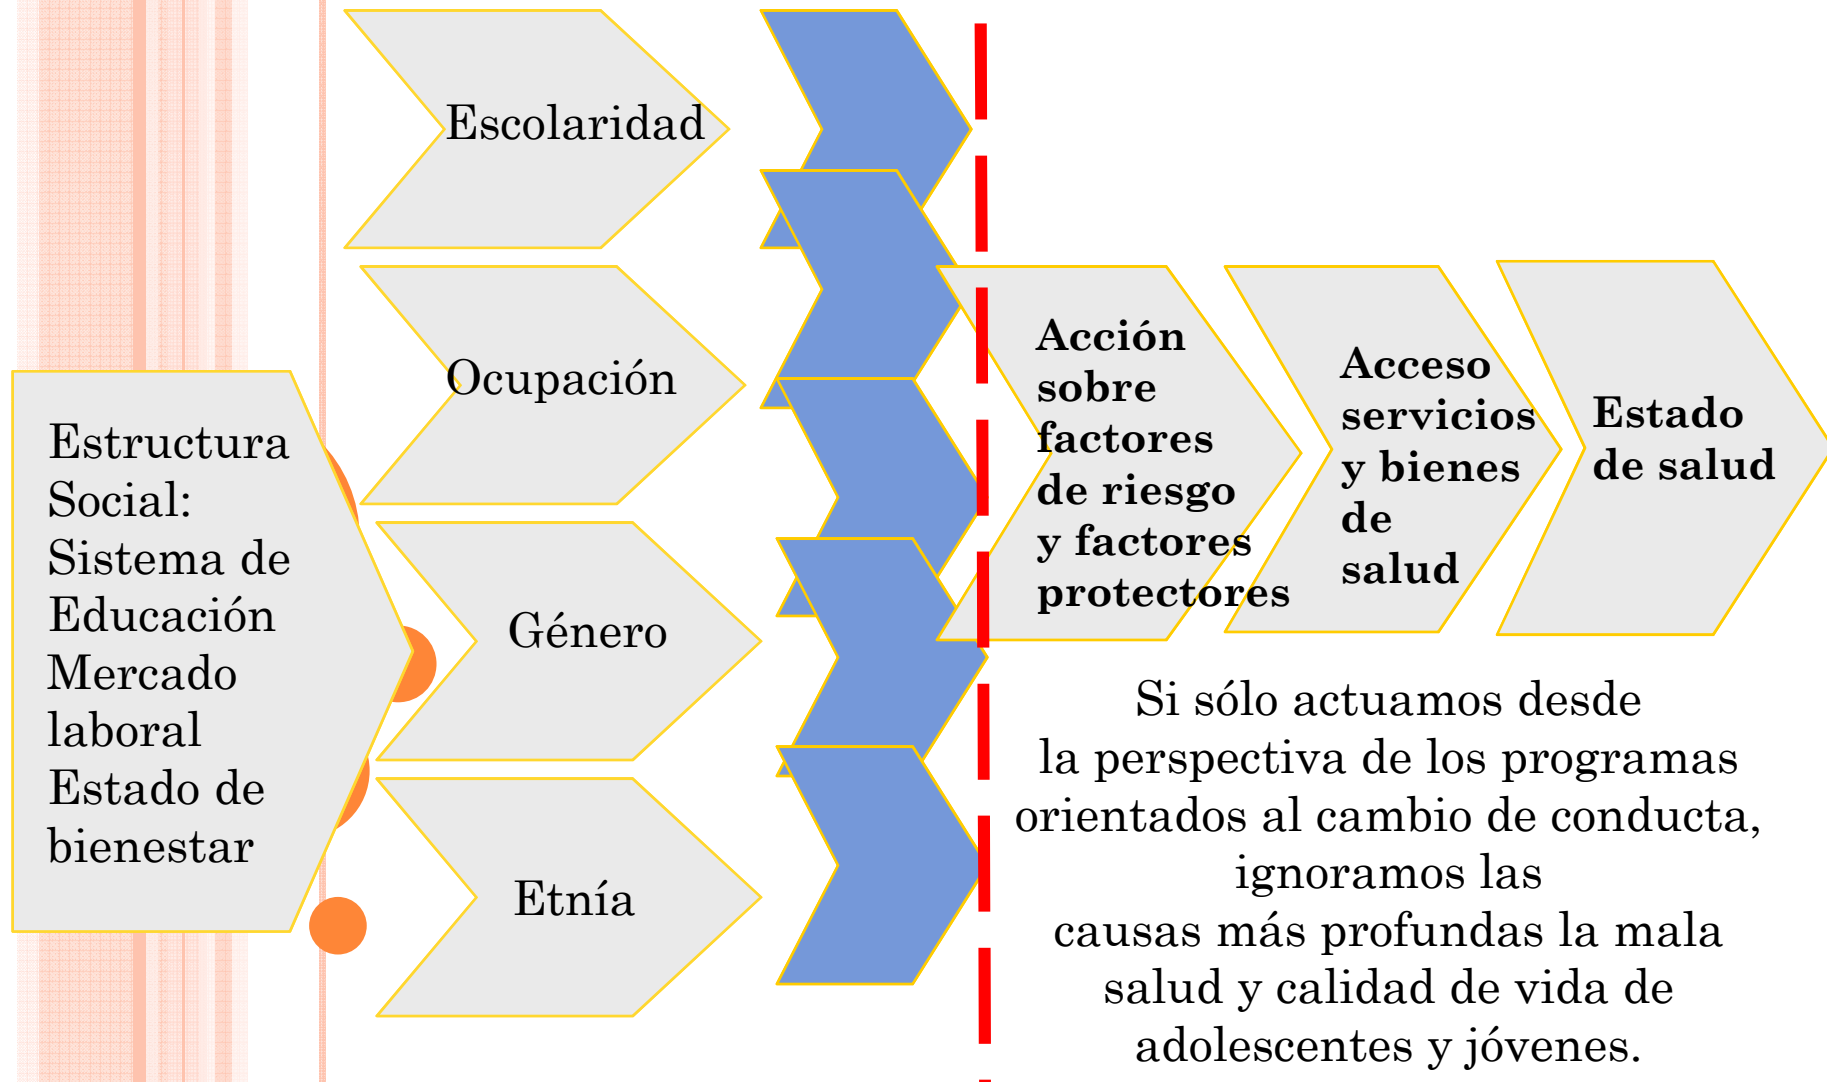 Escolaridad
Ocupación
Género
Etnía
Estructura
Social:
Sistema de
Educación
Mercado
laboral
Estado de
bienestar
Acción
sobre
factores
de riesgo
y factores
protectores
Acceso
servicios
y bienes
de
salud
Estado
de salud
Si sólo actuamos desde
la perspectiva de los programas
orientados al cambio de conducta,
ignoramos las
causas más profundas la mala
salud y calidad de vida de
adolescentes y jóvenes.